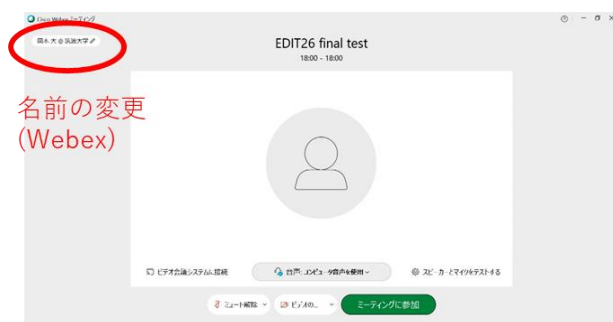 Cisco Webex ミーティング
岡本 大 @ 筑波大学
EDIT26 final test
18:00 - 18:00
名前の変更
(Webex)
ビデオ会議システムに接続
音声: コンピュータ音声を使用
スピーカーとマイクをテストする
ミュート解除
ビデオの...
ミーティングに参加